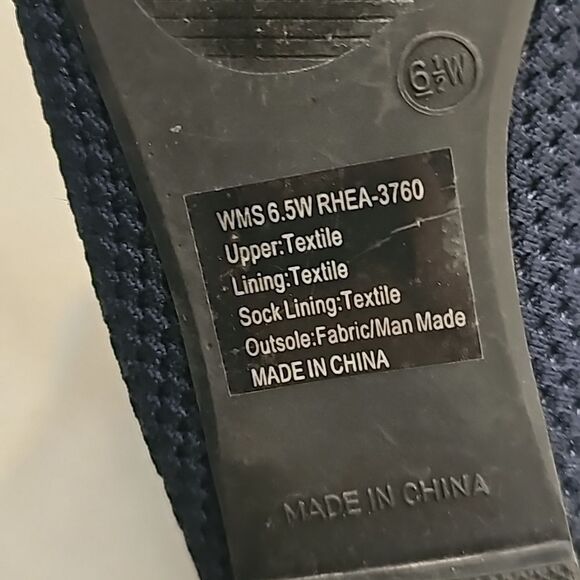 6½W
WMS 6.5W RHEA-3760
Upper:Textile
Lining:Textile
Sock Lining:Textile
Outsole:Fabric/Man Made
MADE IN CHINA
MADE IN CHINA